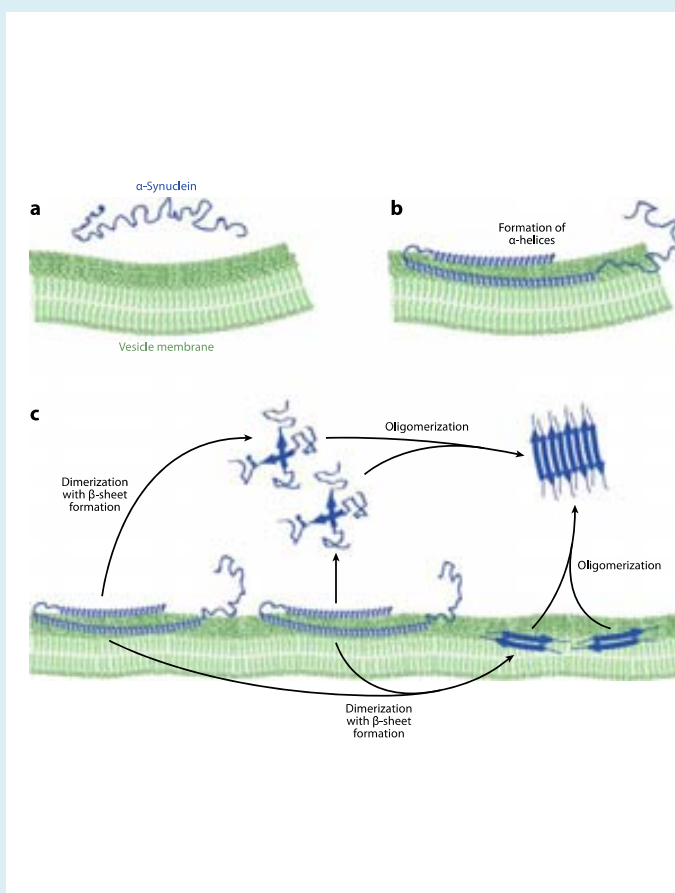 α-Synuclein
a
b
Formation of
α-helices
Vesicle membrane
c
Oligomerization
Dimerization
with β-sheet
formation
Oligomerization
Dimerization
with β-sheet
formation